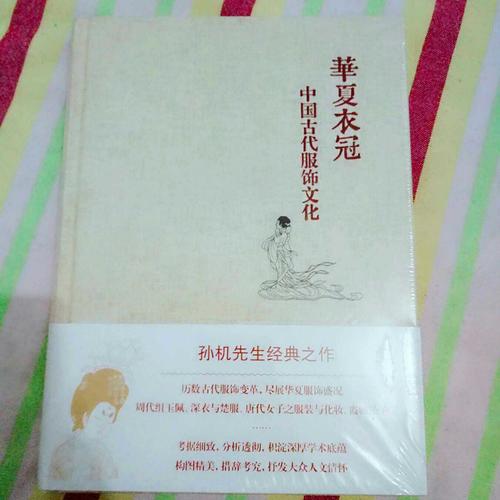 華夏衣冠
中国古代服饰文化
孙机先生经典之作
历数古代服饰变革,尽展华夏服饰盛况
周代组玉佩、深衣与楚服、唐代女子之服装与化妆、霞帔
……
考据细致,分析透彻,积淀深厚学术底蕴
构图精美,措辞考究,抒发大众人文情怀